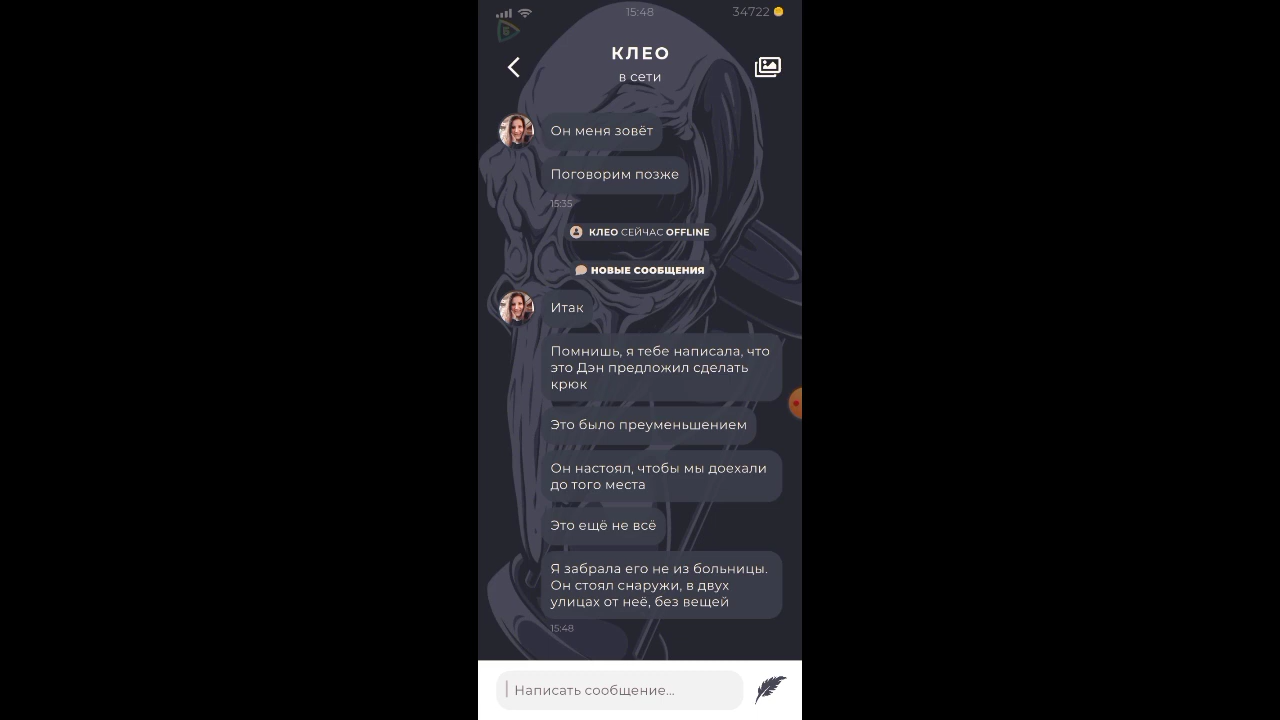 15:48
34722
Б
КЛЕО
в сети
Он меня зовёт
Поговорим позже
15:35
КЛЕО СЕЙЧАС OFFLINE
НОВЫЕ СООБЩЕНИЯ
Итак
Помнишь, я тебе написала, что
это Дэн предложил сделать
крюк
Это было преуменьшением
Он настоял, чтобы мы доехали
до того места
Это ещё не всё
Я забрала его не из больницы.
Он стоял снаружи, в двух
улицах от неё, без вещей
15:48
Написать сообщение...